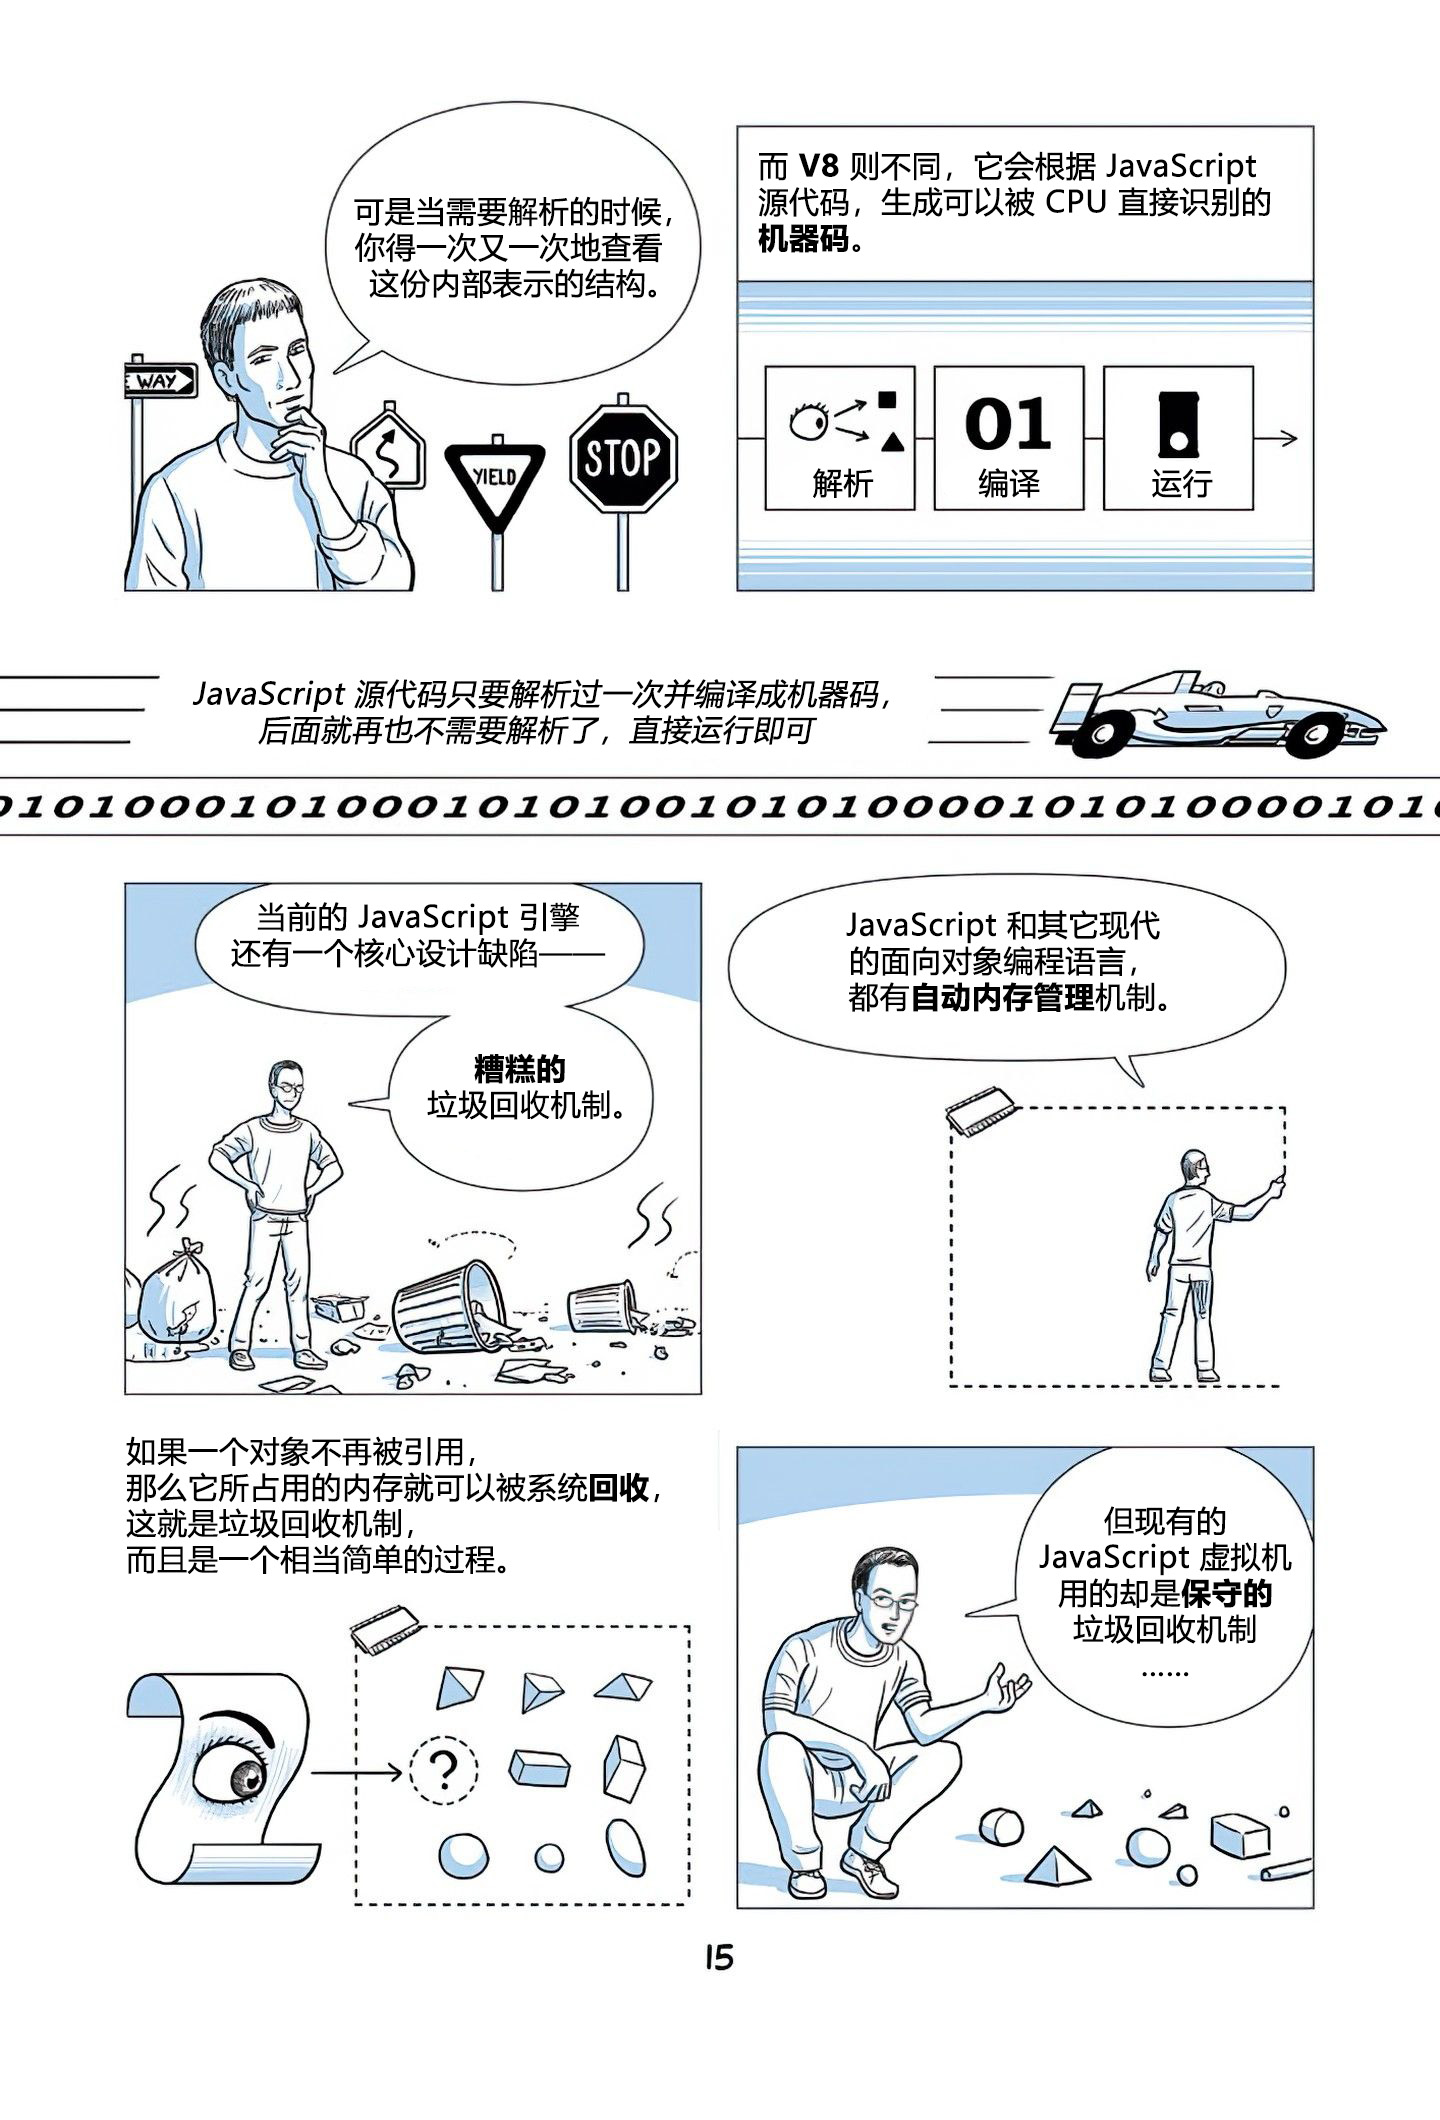 可是当需要解析的时候，
你得一次又一次地查看
这份内部表示的结构。
WAY
YIELD
STOP
而 V8 则不同，它会根据 JavaScript
源代码，生成可以被 CPU 直接识别的
机器码。
01
解析
编译
运行
JavaScript 源代码只要解析过一次并编译成机器码，
后面就再也不需要解析了，直接运行即可
010100010100010101001010100001010100001010
当前的 JavaScript 引擎
还有一个核心设计缺陷——
糟糕的
垃圾回收机制。
JavaScript 和其它现代
的面向对象编程语言，
都有自动内存管理机制。
如果一个对象不再被引用，
那么它所占用的内存就可以被系统回收，
这就是垃圾回收机制，
而且是一个相当简单的过程。
?
但现有的
JavaScript 虚拟机
用的却是保守的
垃圾回收机制
……
15